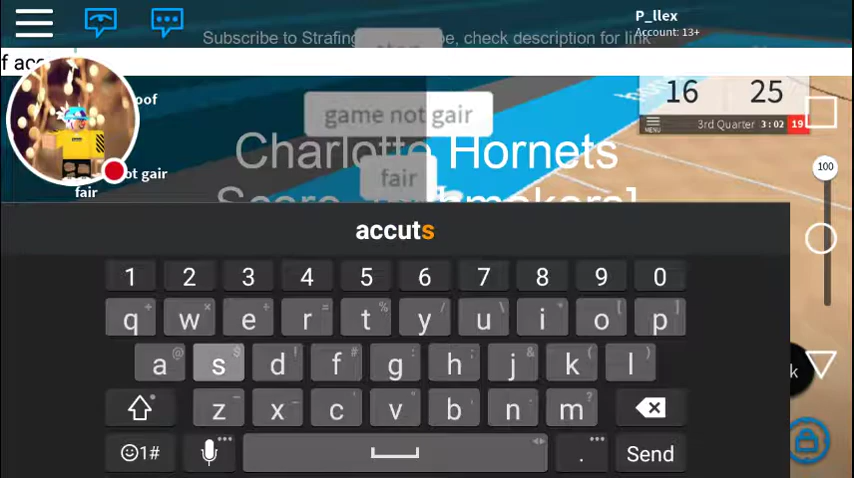 P_llex
Account: 13+
Subscribe to Strafing e, check description for link
stop
f acc
oof
game not gair
16 25
MENU 3rd Quarter 3:02 19
Charlotte Hornets
ot gair
fair
fair
100
accuts
1 2 3 4 5 6 7 8 9 0
q w e r t y u i o p
a s d f g h j k l
k
z x c v b n m
☺1# . Send